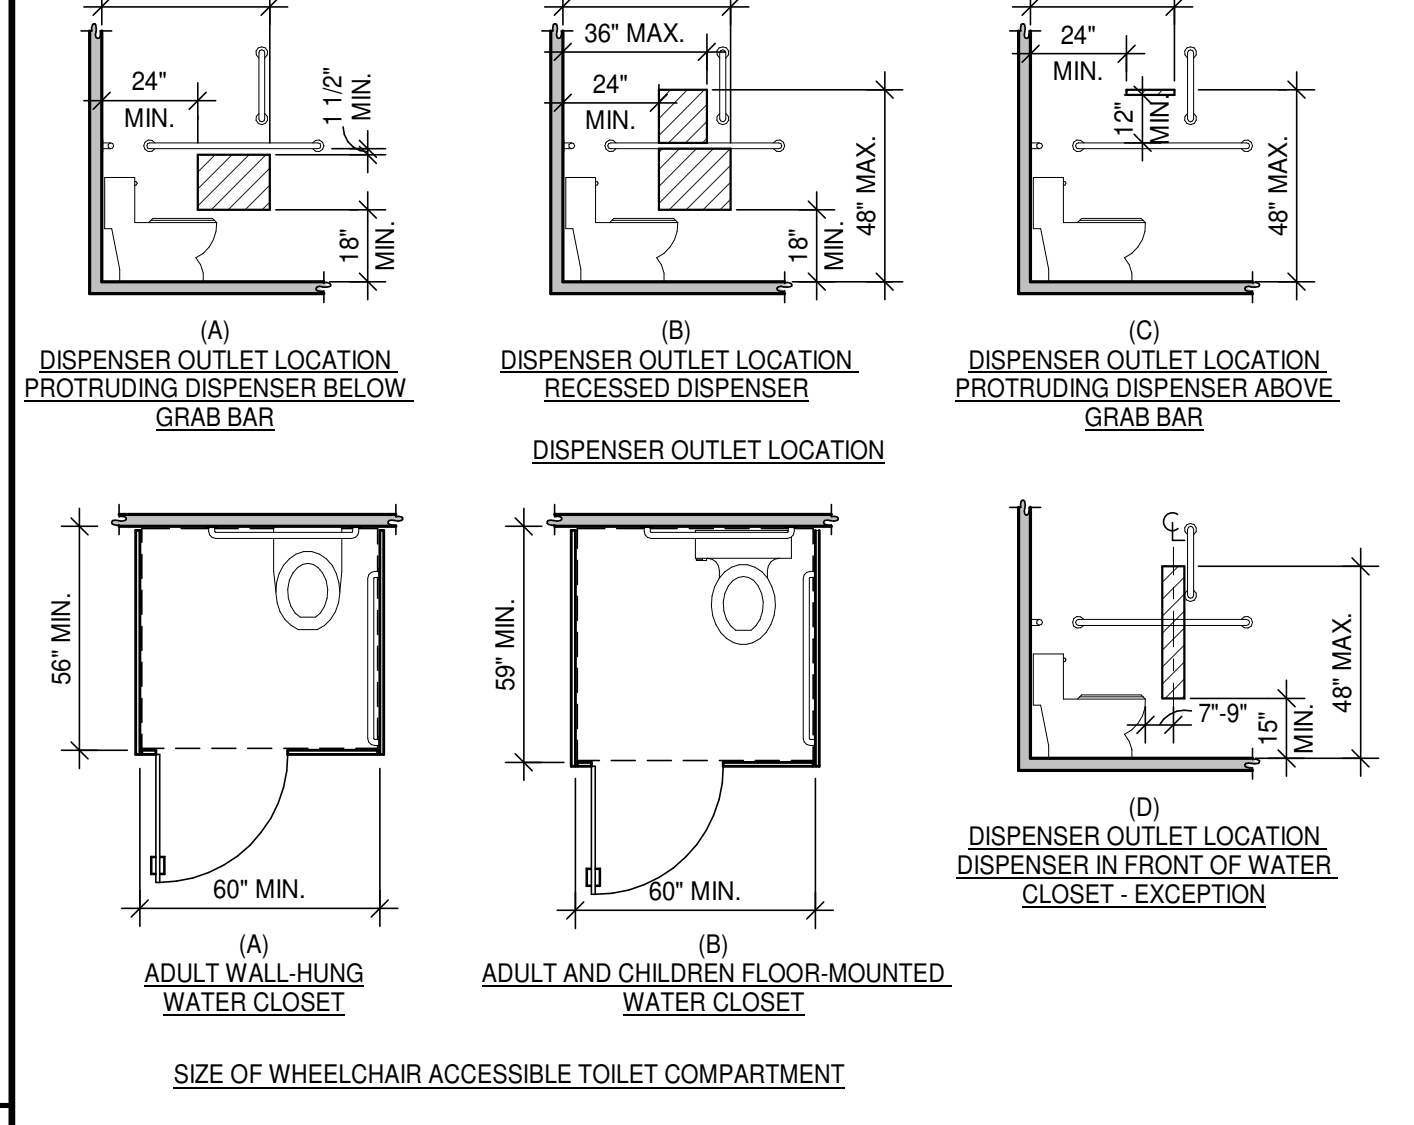 24"
MIN.
1 1/2"
MIN.
18"
MIN.
(A)
DISPENSER OUTLET LOCATION
PROTRUDING DISPENSER BELOW
GRAB BAR
36" MAX.
24"
MIN.
48" MAX.
18"
MIN.
(B)
DISPENSER OUTLET LOCATION
RECESSED DISPENSER
24"
MIN.
12"
MIN.
48" MAX.
(C)
DISPENSER OUTLET LOCATION
PROTRUDING DISPENSER ABOVE
GRAB BAR
DISPENSER OUTLET LOCATION
56" MIN.
60" MIN.
(A)
ADULT WALL-HUNG
WATER CLOSET
59" MIN.
60" MIN.
(B)
ADULT AND CHILDREN FLOOR-MOUNTED
WATER CLOSET
CL
48" MAX.
7"-9"
15"
MIN.
(D)
DISPENSER OUTLET LOCATION
DISPENSER IN FRONT OF WATER
CLOSET - EXCEPTION
SIZE OF WHEELCHAIR ACCESSIBLE TOILET COMPARTMENT